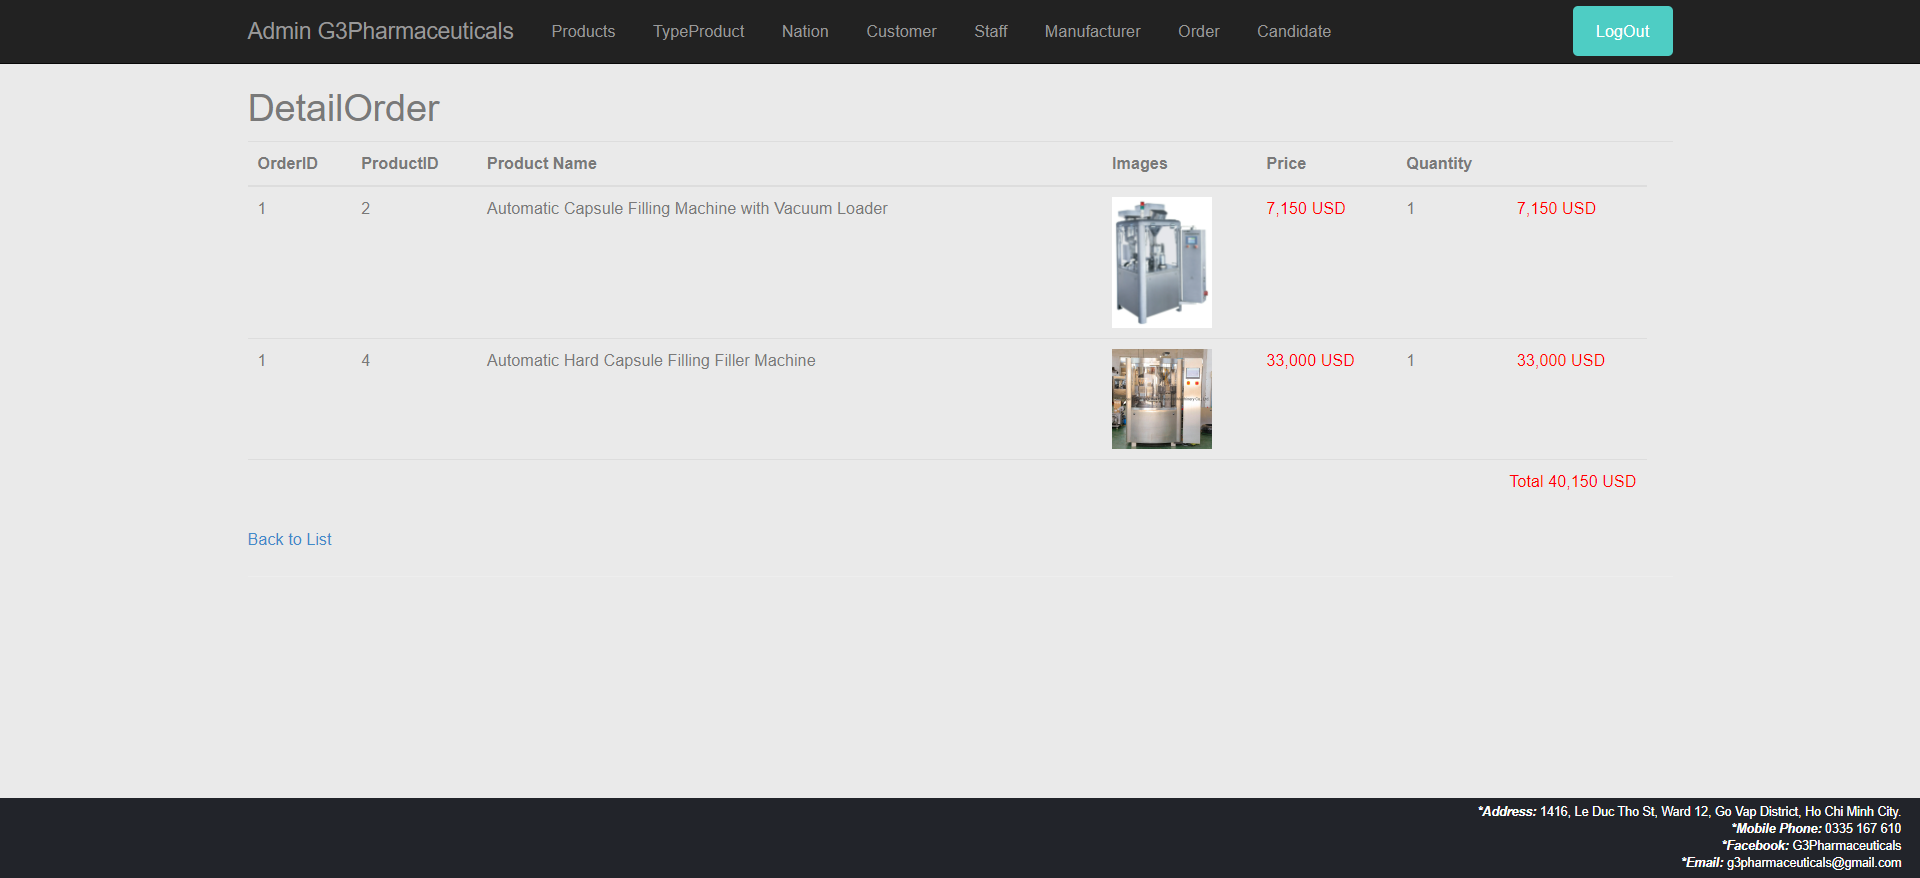 Admin G3Pharmaceuticals Products TypeProduct Nation Customer Staff Manufacturer Order Candidate LogOut
DetailOrder
OrderID ProductID Product Name Images Price Quantity
1 2 Automatic Capsule Filling Machine with Vacuum Loader 7,150 USD 1 7,150 USD
1 4 Automatic Hard Capsule Filling Filler Machine 33,000 USD 1 33,000 USD
Total 40,150 USD
Back to List
*Address: 1416, Le Duc Tho St, Ward 12, Go Vap District, Ho Chi Minh City.
*Mobile Phone: 0335 167 610
*Facebook: G3Pharmaceuticals
*Email: g3pharmaceuticals@gmail.com